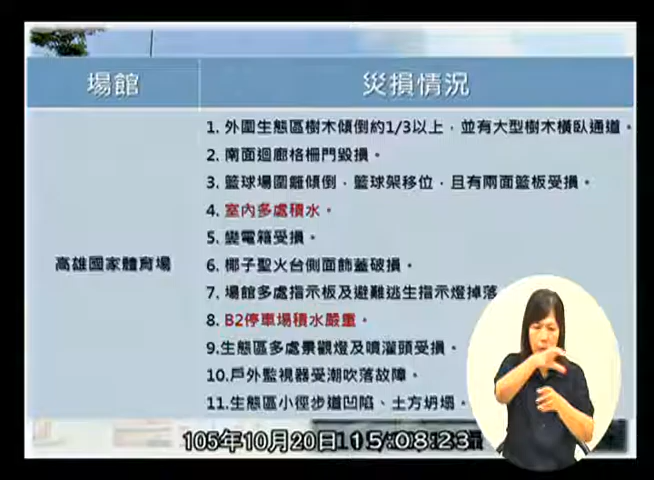 場館
災損情況
高雄國家體育場
1. 外圍生態區樹木傾倒約1/3以上，並有大型樹木橫臥通道。
2. 南面迴廊格柵門毀損。
3. 籃球場圍籬傾倒，籃球架移位，且有兩面籃板受損。
4. 室內多處積水。
5. 變電箱受損。
6. 椰子聖火台側面飾蓋破損。
7. 場館多處指示板及避難逃生指示燈掉落
8. B2停車場積水嚴重。
9.生態區多處景觀燈及噴灌頭受損。
10.戶外監視器受潮吹落故障。
11.生態區小徑步道凹陷、土方坍塌。
105年10月20日 15:08:23